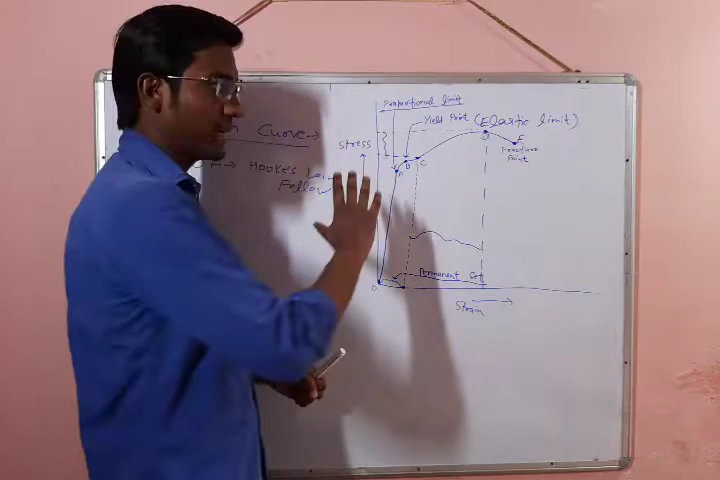 Curve→
→ Hooke's Law
Follow
Proportional limit
Yield Point (Elastic limit)
Stress
A
B
C
D
E
Fracture
Point
Permanent Set
O
Strain